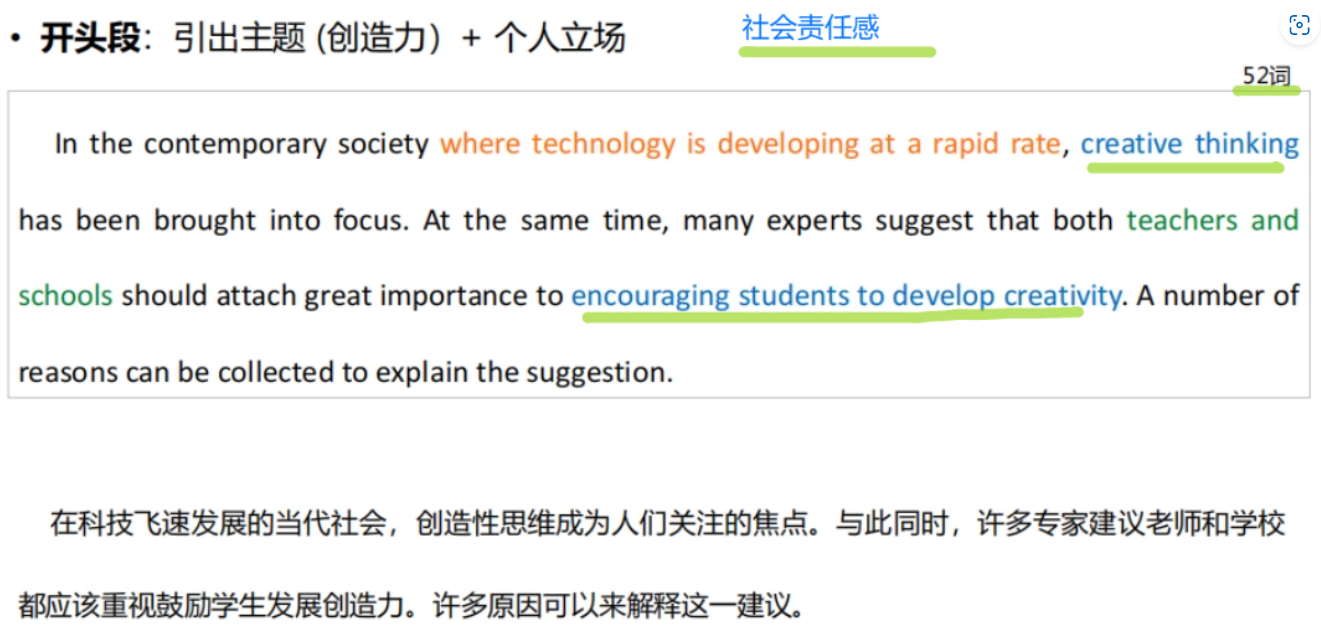 • 开头段：引出主题 (创造力）+ 个人立场
社会责任感
52词
In the contemporary society where technology is developing at a rapid rate, creative thinking
has been brought into focus. At the same time, many experts suggest that both teachers and
schools should attach great importance to encouraging students to develop creativity. A number of
reasons can be collected to explain the suggestion.
在科技飞速发展的当代社会，创造性思维成为人们关注的焦点。与此同时，许多专家建议老师和学校
都应该重视鼓励学生发展创造力。许多原因可以来解释这一建议。